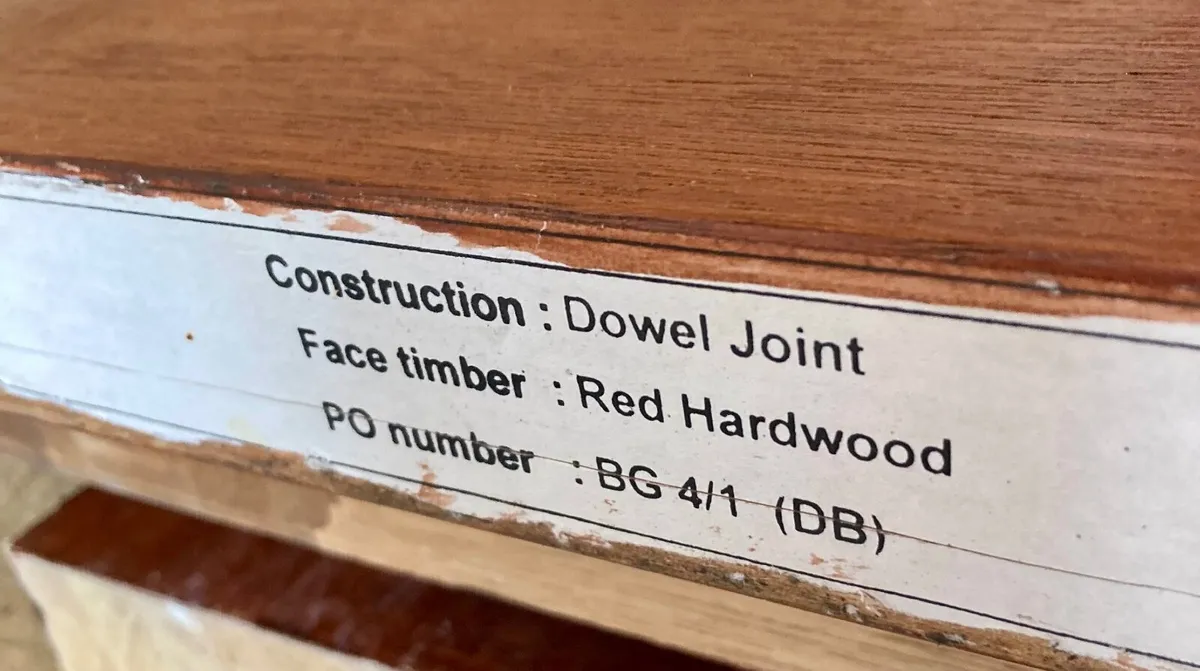 Construction : Dowel Joint
Face timber : Red Hardwood
PO number : BG 4/1 (DB)